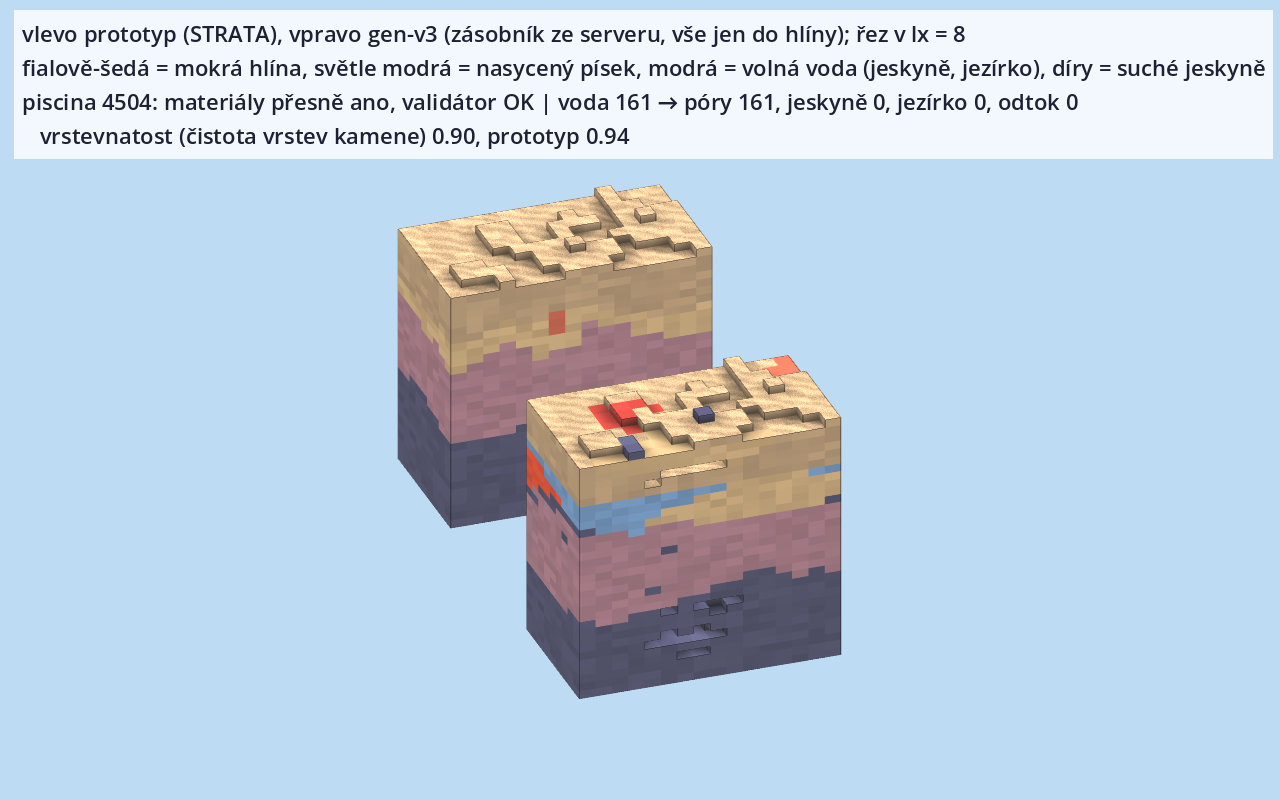 vlevo prototyp (STRATA), vpravo gen-v3 (zásobník ze serveru, vše jen do hlíny); řez v lx = 8
fialově-šedá = mokrá hlína, světle modrá = nasycený písek, modrá = volná voda (jeskyně, jezírko), díry = suché jeskyně
piscina 4504: materiály přesně ano, validátor OK | voda 161 → póry 161, jeskyně 0, jezírko 0, odtok 0
vrstevnatost (čistota vrstev kamene) 0.90, prototyp 0.94